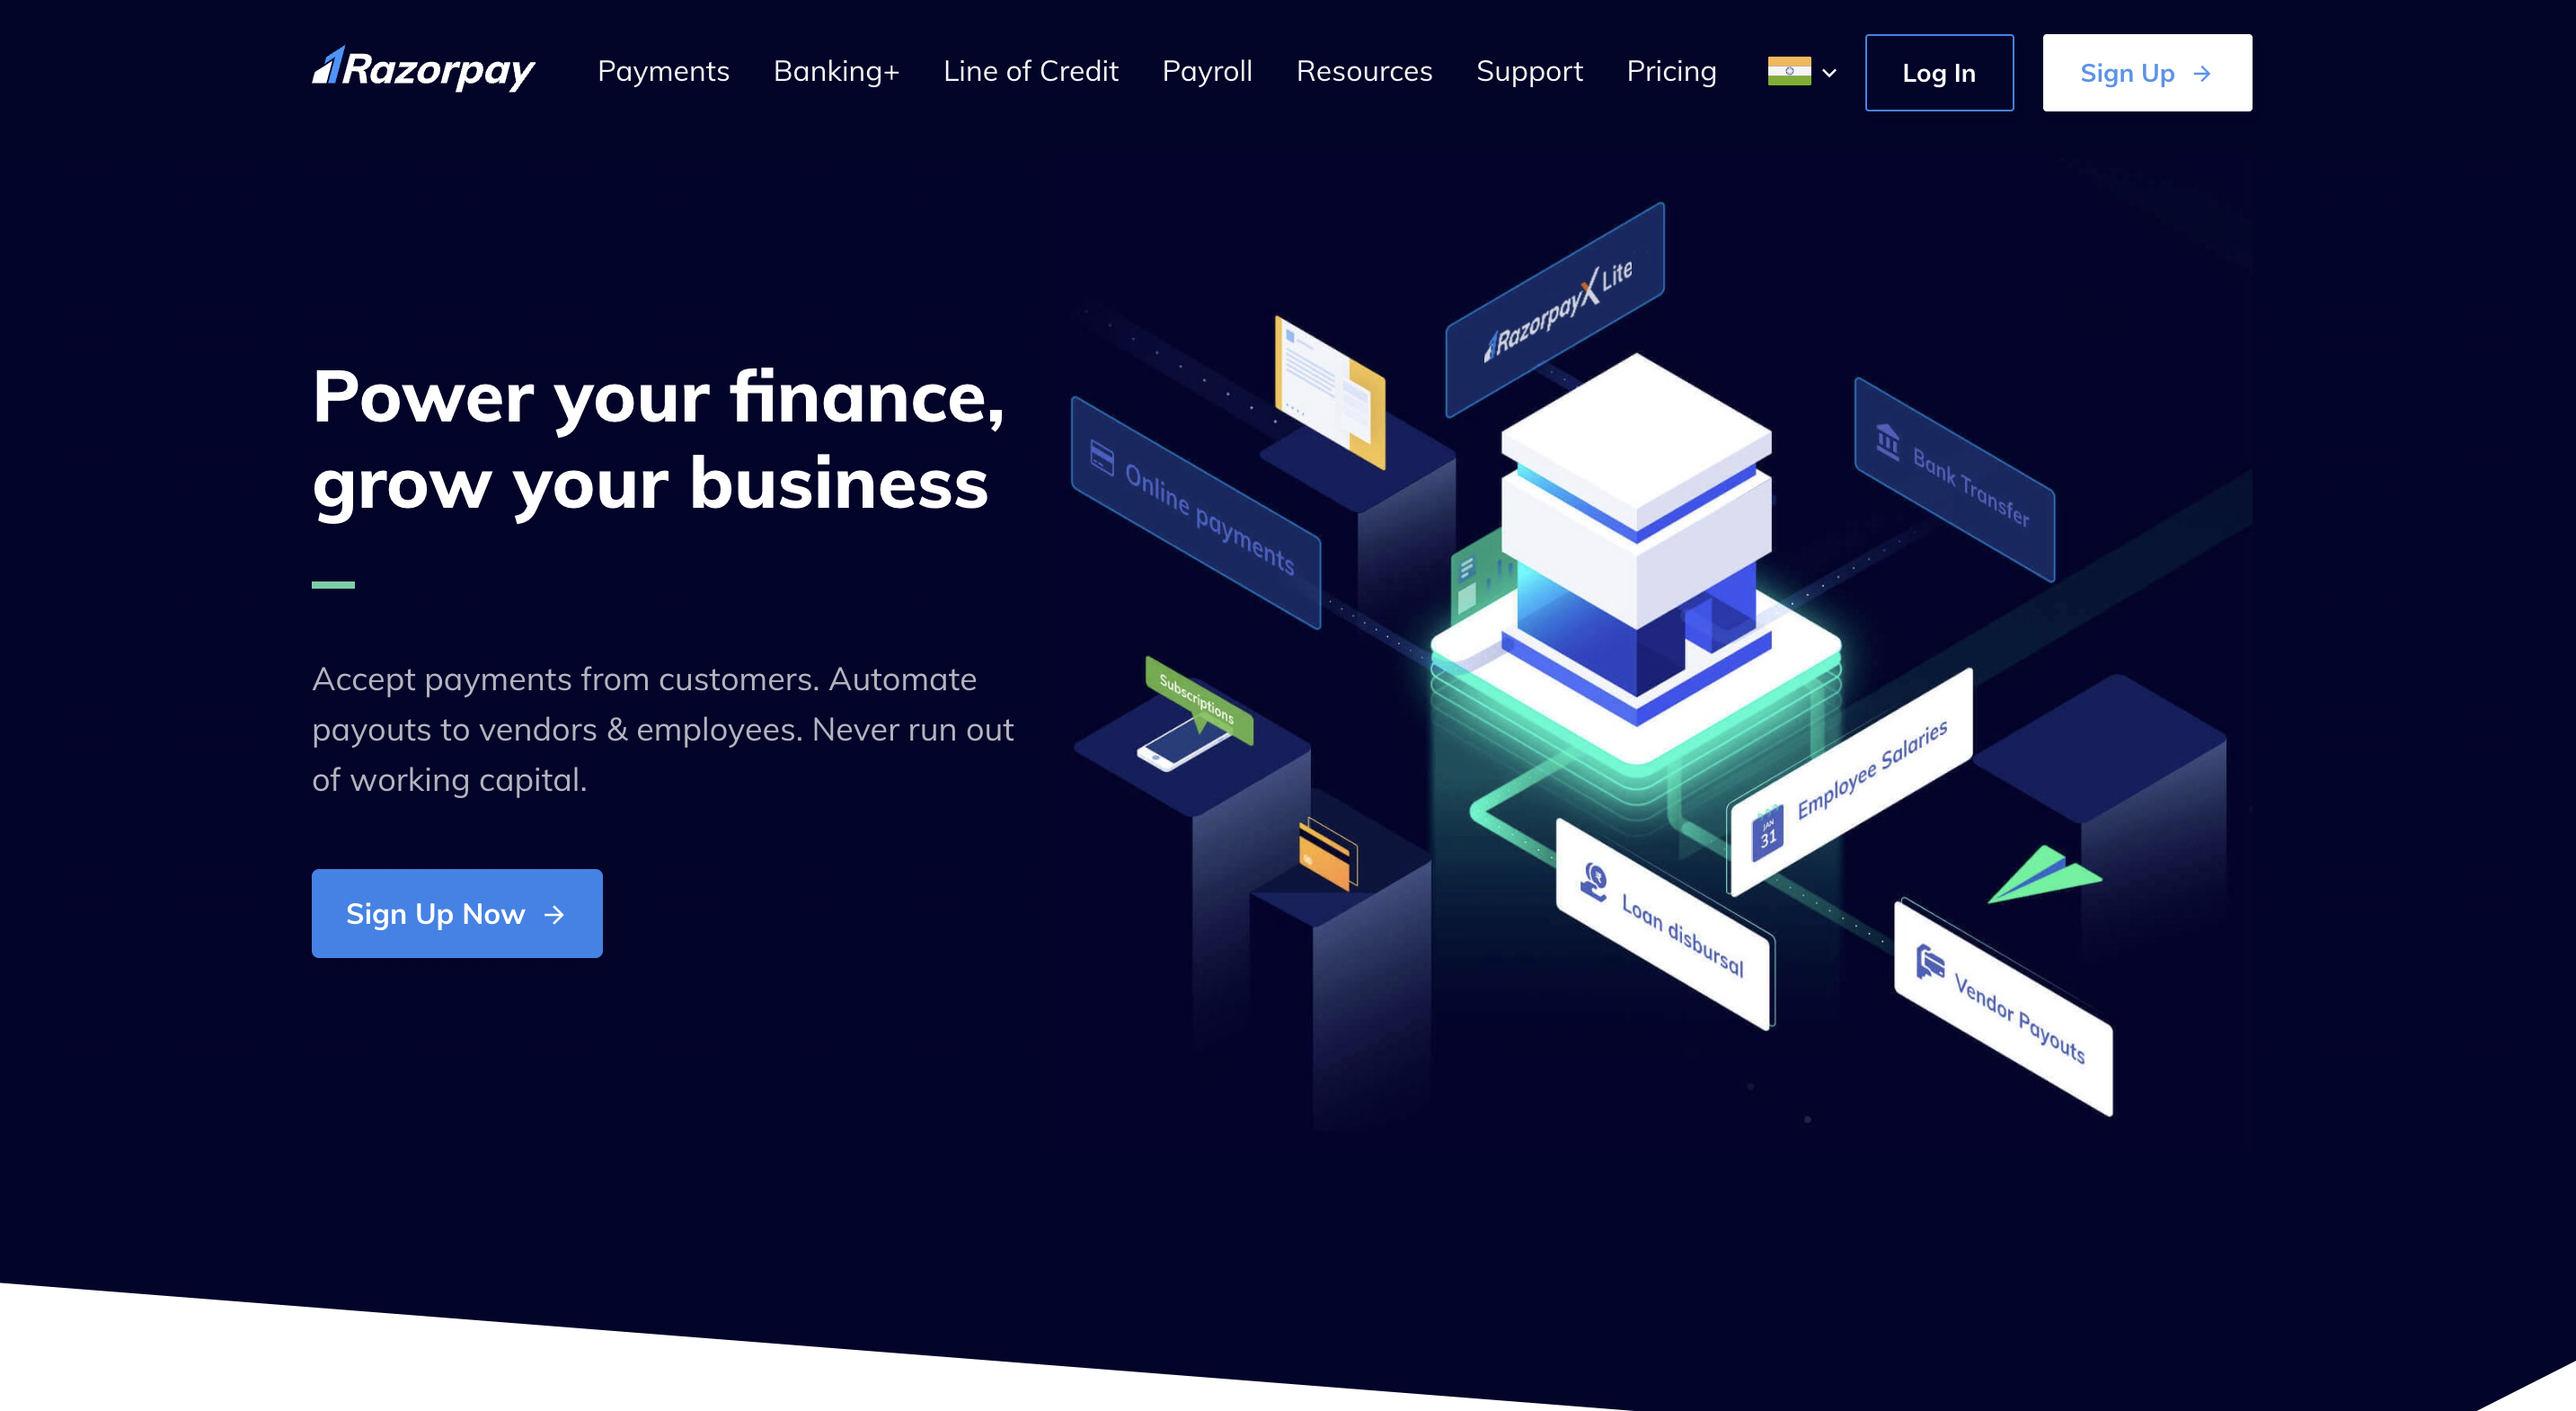 Razorpay
Payments
Banking+
Line of Credit
Payroll
Resources
Support
Pricing
Log In
Sign Up
Power your finance,
grow your business
Accept payments from customers. Automate
payouts to vendors & employees. Never run out
of working capital.
Sign Up Now
RazorpayX Lite
Online payments
Bank Transfer
Subscriptions
JAN
31
Employee Salaries
₹
Loan disbursal
Vendor Payouts